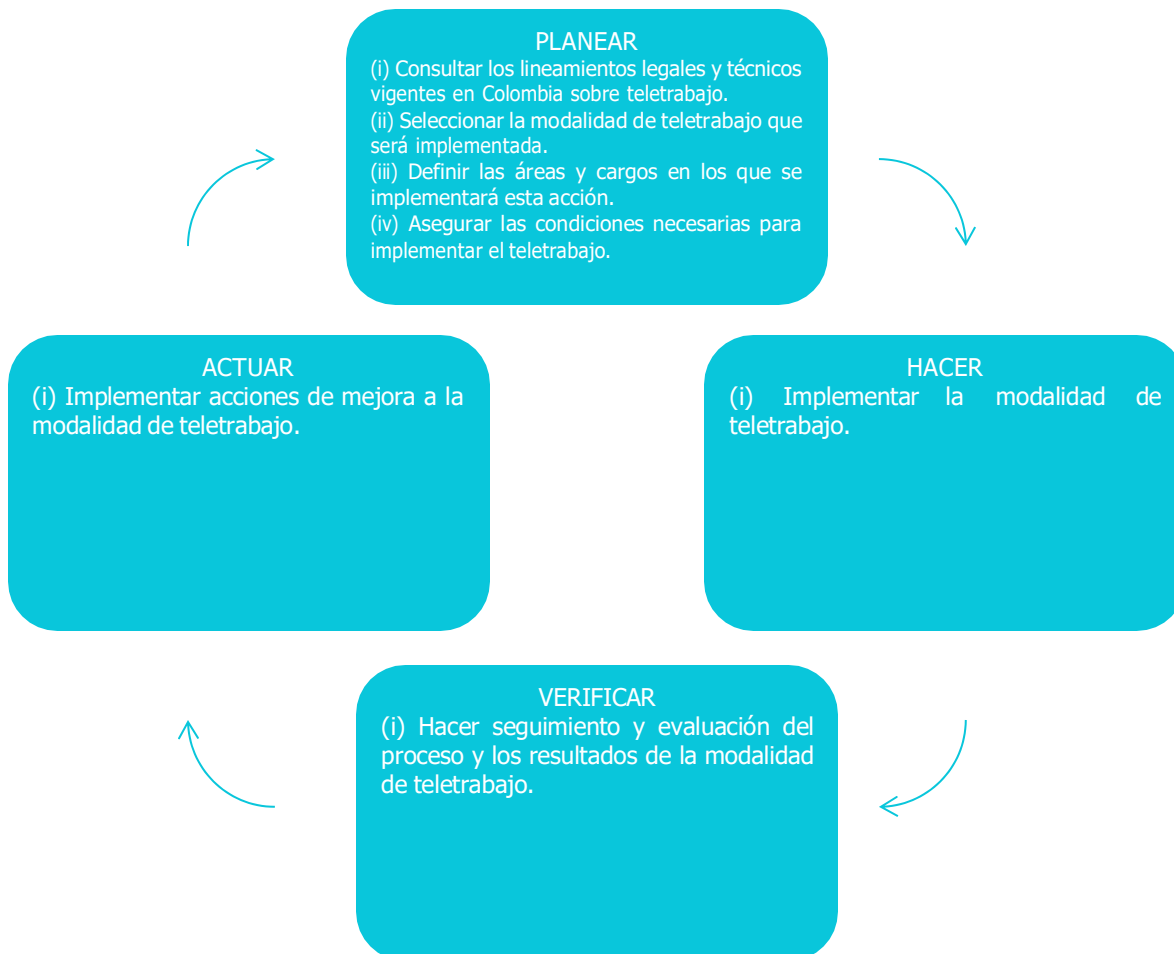 PLANEAR
(i) Consultar los lineamientos legales y técnicos
vigentes en Colombia sobre teletrabajo.
(ii) Seleccionar la modalidad de teletrabajo que
será implementada.
(iii) Definir las áreas y cargos en los que se
implementará esta acción.
(iv) Asegurar las condiciones necesarias para
implementar el teletrabajo.
ACTUAR
(i) Implementar acciones de mejora a la
modalidad de teletrabajo.
HACER
(i) Implementar la modalidad de
teletrabajo.
VERIFICAR
(i) Hacer seguimiento y evaluación del
proceso y los resultados de la modalidad
de teletrabajo.